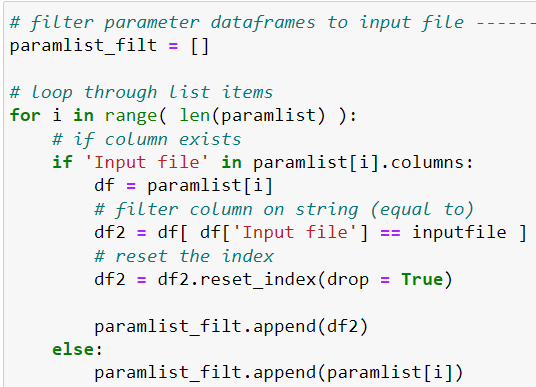 # filter parameter dataframes to input file ------
paramlist_filt = []

# loop through list items
for i in range( len(paramlist) ):
    # if column exists
    if 'Input file' in paramlist[i].columns:
        df = paramlist[i]
        # filter column on string (equal to)
        df2 = df[ df['Input file'] == inputfile ]
        # reset the index
        df2 = df2.reset_index(drop = True)

        paramlist_filt.append(df2)
    else:
        paramlist_filt.append(paramlist[i])